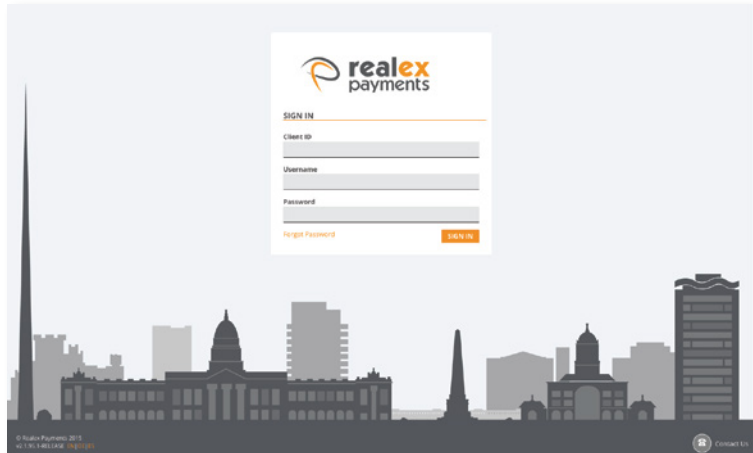 realex
payments
SIGN IN
Client ID
Username
Password
Forgot Password
SIGN IN
© Realex Payments 2015
Contact Us